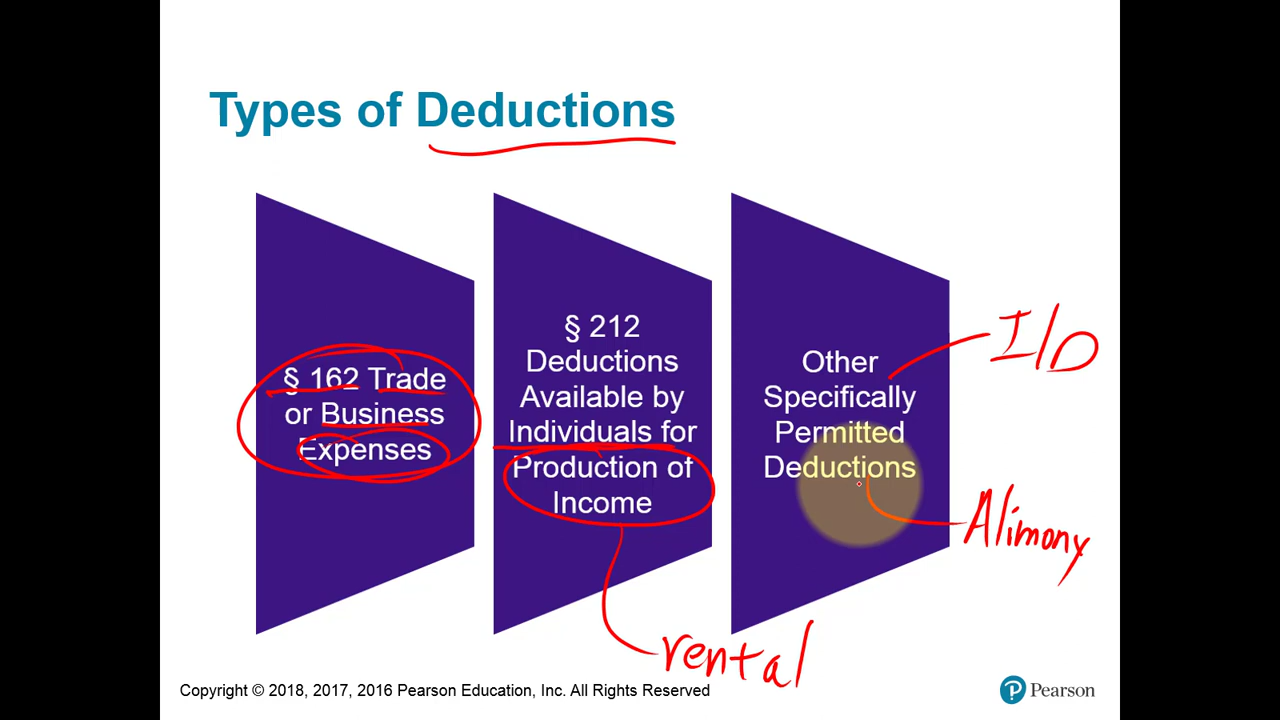 Types of Deductions
§ 162 Trade
or Business
Expenses
§ 212
Deductions
Available by
Individuals for
Production of
Income
Other
Specifically
Permitted
Deductions
I/D
Alimony
rental
Copyright © 2018, 2017, 2016 Pearson Education, Inc. All Rights Reserved
P Pearson